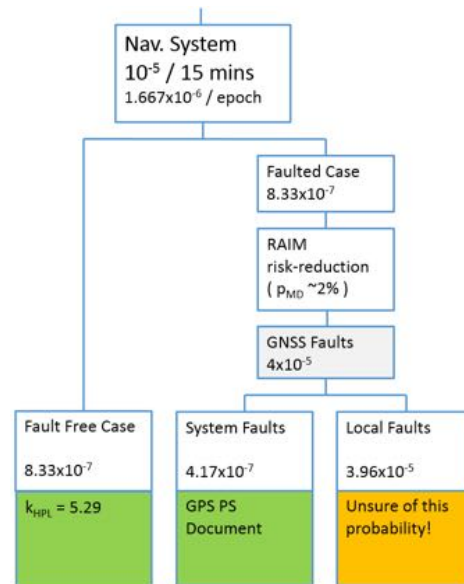 Nav. System
10⁻⁵ / 15 mins
1.667x10⁻⁶ / epoch
Faulted Case
8.33x10⁻⁷
RAIM
risk-reduction
( pMD ~2% )
GNSS Faults
4x10⁻⁵
Fault Free Case
8.33x10⁻⁷
kHPL = 5.29
System Faults
4.17x10⁻⁷
GPS PS
Document
Local Faults
3.96x10⁻⁵
Unsure of this
probability!